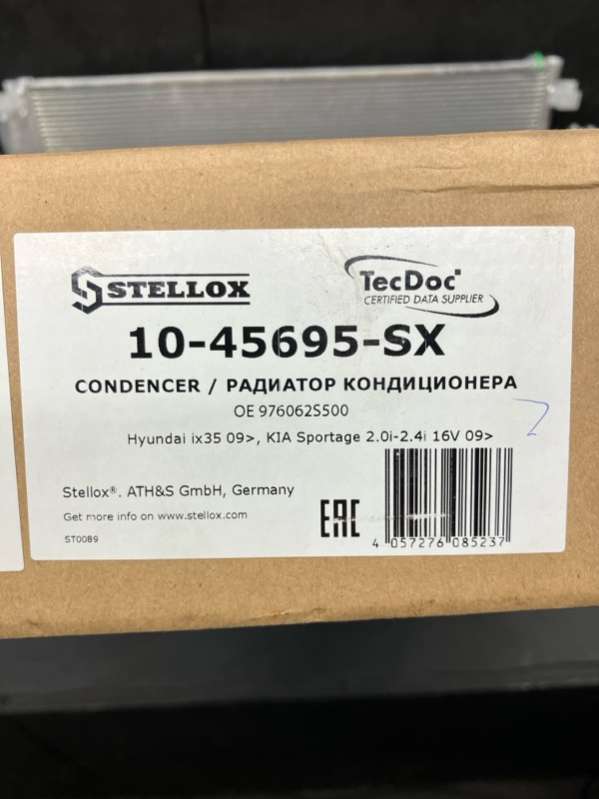 STELLOX
TecDoc
CERTIFIED DATA SUPPLIER
10-45695-SX
CONDENCER / РАДИАТОР КОНДИЦИОНЕРА
OE 976062S500
Hyundai ix35 09>, KIA Sportage 2.0i-2.4i 16V 09>
Stellox®. ATH&S GmbH, Germany
Get more info on www.stellox.com
ST0089
EAC
4 057276 085237